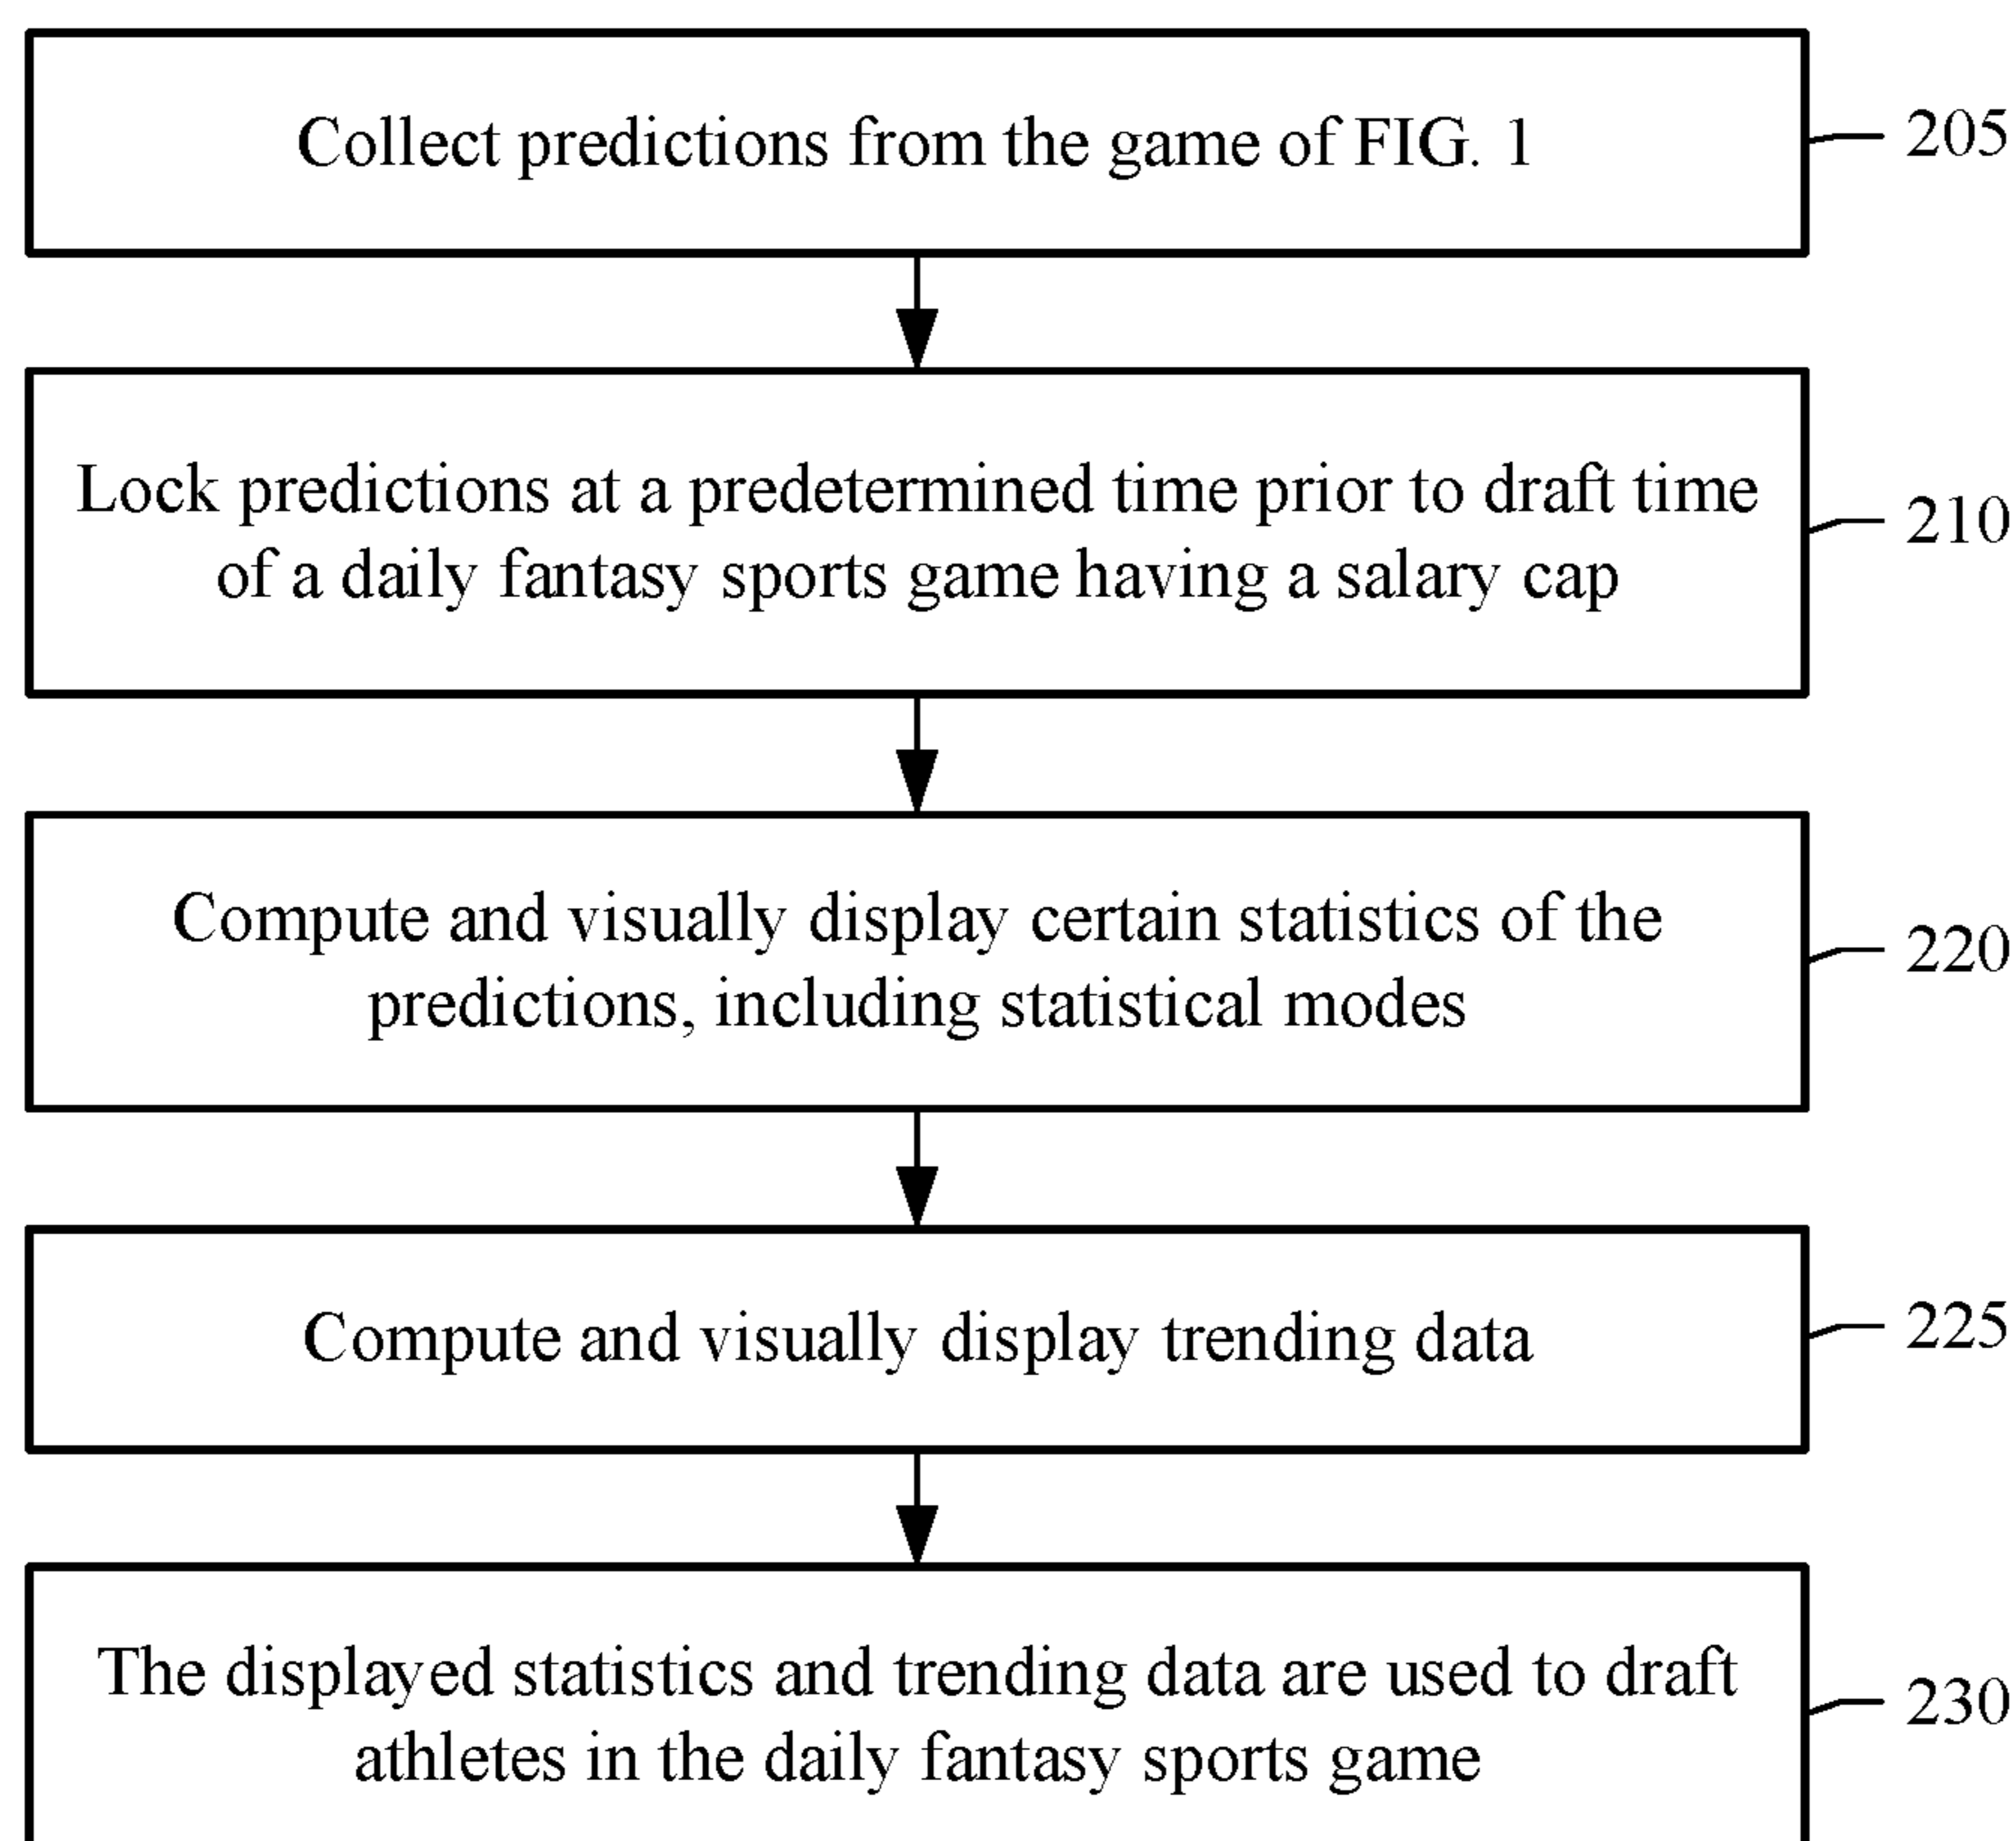 Collect predictions from the game of FIG. 1
205
Lock predictions at a predetermined time prior to draft time
of a daily fantasy sports game having a salary cap
210
Compute and visually display certain statistics of the
predictions, including statistical modes
220
Compute and visually display trending data
225
The displayed statistics and trending data are used to draft
athletes in the daily fantasy sports game
230